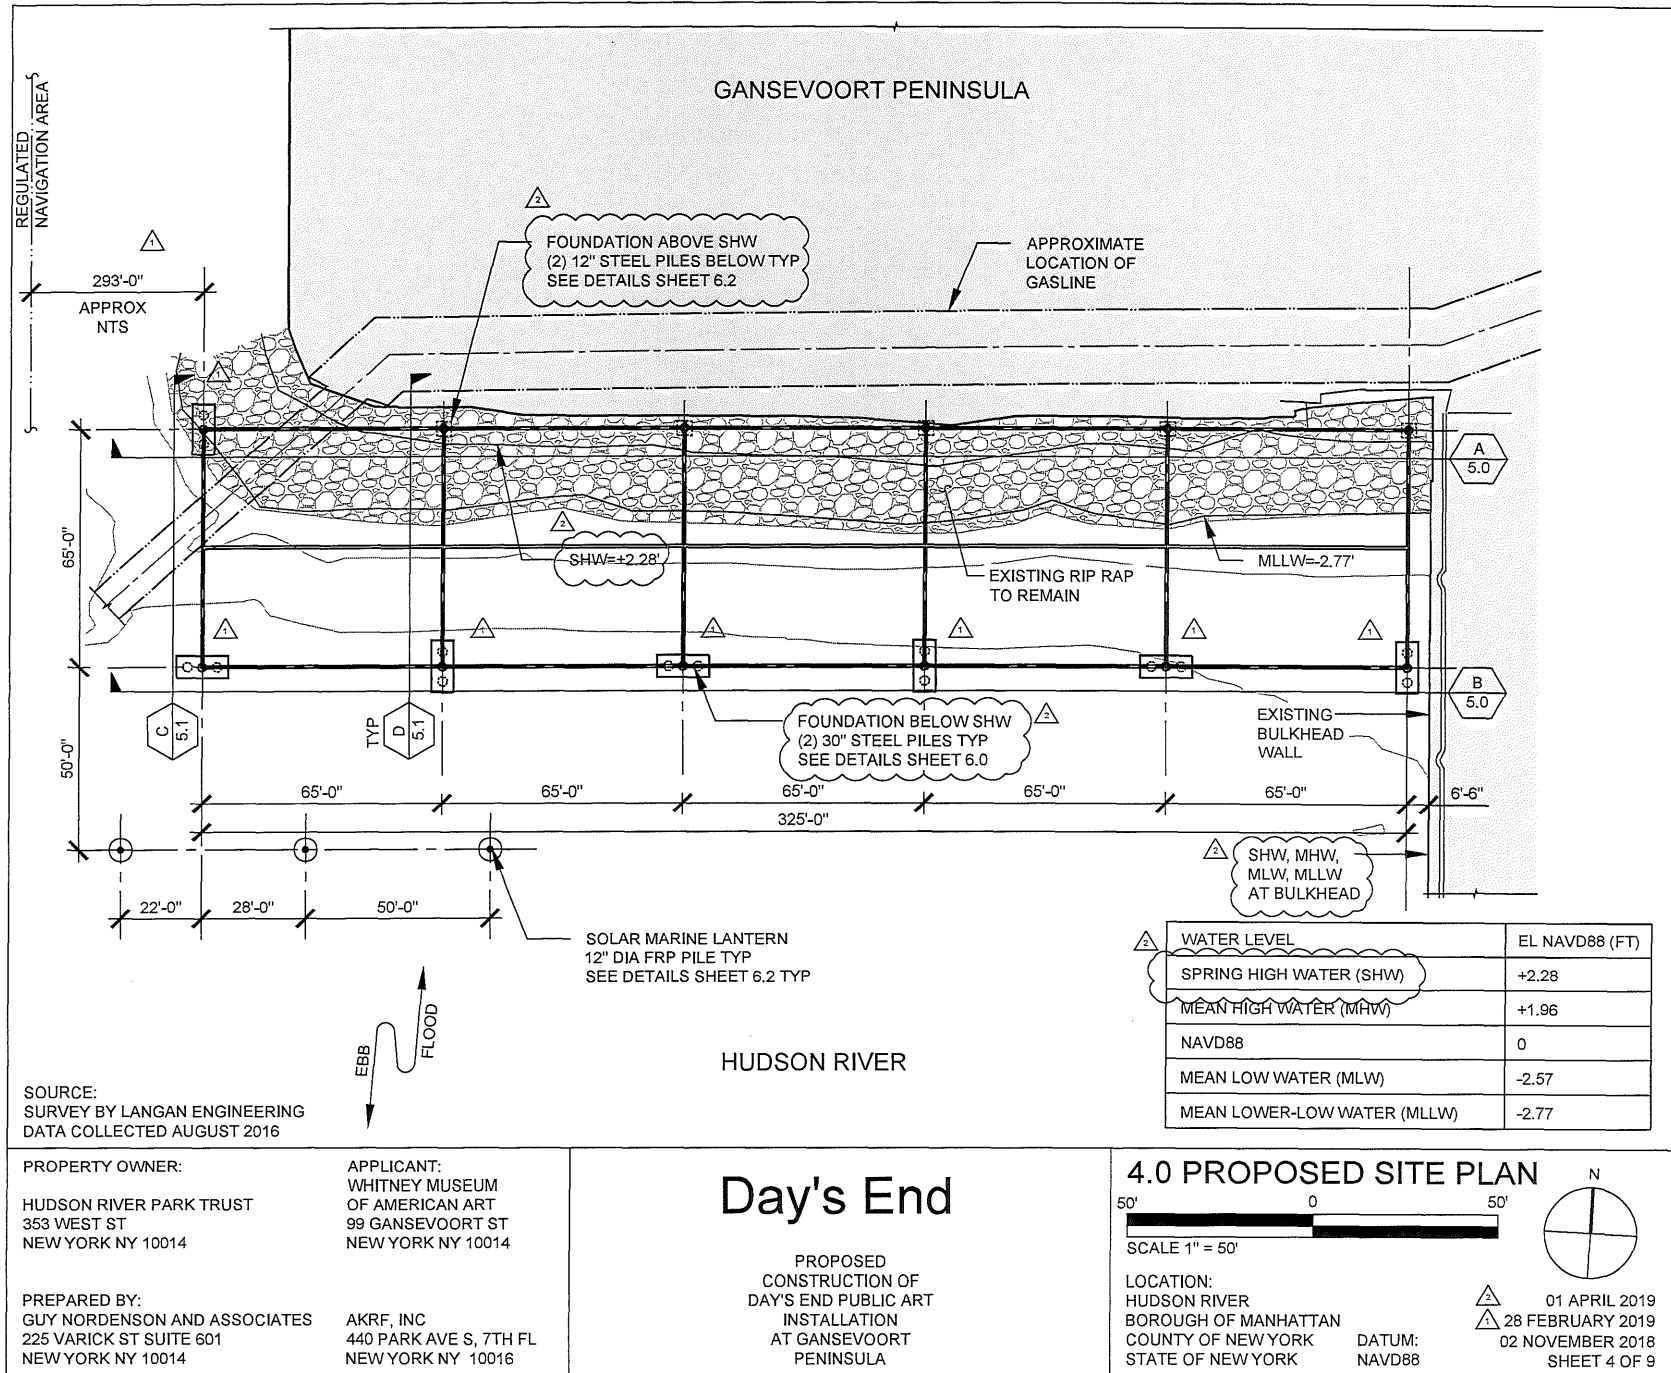 GANSEVOORT PENINSULA
REGULATED
NAVIGATION AREA
1
293'-0"
APPROX
NTS
2
FOUNDATION ABOVE SHW
(2) 12" STEEL PILES BELOW TYP
SEE DETAILS SHEET 6.2
APPROXIMATE
LOCATION OF
GASLINE
1
A
5.0
65'-0"
2
SHW=+2.28'
EXISTING RIP RAP
TO REMAIN
MLLW=-2.77'
1
1
1
1
1
1
B
5.0
C
5.1
TYP
D
5.1
FOUNDATION BELOW SHW
(2) 30" STEEL PILES TYP
SEE DETAILS SHEET 6.0
2
EXISTING
BULKHEAD
WALL
50'-0"
65'-0"
65'-0"
65'-0"
65'-0"
65'-0"
6'-6"
325'-0"
2
SHW, MHW,
MLW, MLLW
AT BULKHEAD
22'-0"
28'-0"
50'-0"
SOLAR MARINE LANTERN
12" DIA FRP PILE TYP
SEE DETAILS SHEET 6.2 TYP
EBB
FLOOD
HUDSON RIVER
2
WATER LEVEL EL NAVD88 (FT)
SPRING HIGH WATER (SHW) +2.28
MEAN HIGH WATER (MHW) +1.96
NAVD88 0
MEAN LOW WATER (MLW) -2.57
MEAN LOWER-LOW WATER (MLLW) -2.77
SOURCE:
SURVEY BY LANGAN ENGINEERING
DATA COLLECTED AUGUST 2016
PROPERTY OWNER:
HUDSON RIVER PARK TRUST
353 WEST ST
NEW YORK NY 10014
APPLICANT:
WHITNEY MUSEUM
OF AMERICAN ART
99 GANSEVOORT ST
NEW YORK NY 10014
PREPARED BY:
GUY NORDENSON AND ASSOCIATES
225 VARICK ST SUITE 601
NEW YORK NY 10014
AKRF, INC
440 PARK AVE S, 7TH FL
NEW YORK NY 10016
Day's End
PROPOSED
CONSTRUCTION OF
DAY'S END PUBLIC ART
INSTALLATION
AT GANSEVOORT
PENINSULA
4.0 PROPOSED SITE PLAN
50' 0 50'
SCALE 1" = 50'
N
LOCATION:
HUDSON RIVER
BOROUGH OF MANHATTAN
COUNTY OF NEW YORK
STATE OF NEW YORK
DATUM:
NAVD88
2 01 APRIL 2019
1 28 FEBRUARY 2019
02 NOVEMBER 2018
SHEET 4 OF 9